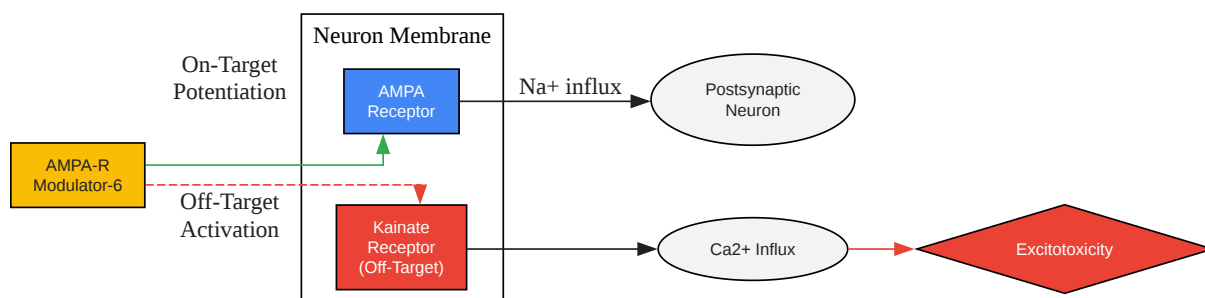 Neuron Membrane
On-Target
Potentiation
AMPA
Receptor
Na+ influx
Postsynaptic
Neuron
AMPA-R
Modulator-6
Off-Target
Activation
Kainate
Receptor
(Off-Target)
Ca2+ Influx
Excitotoxicity